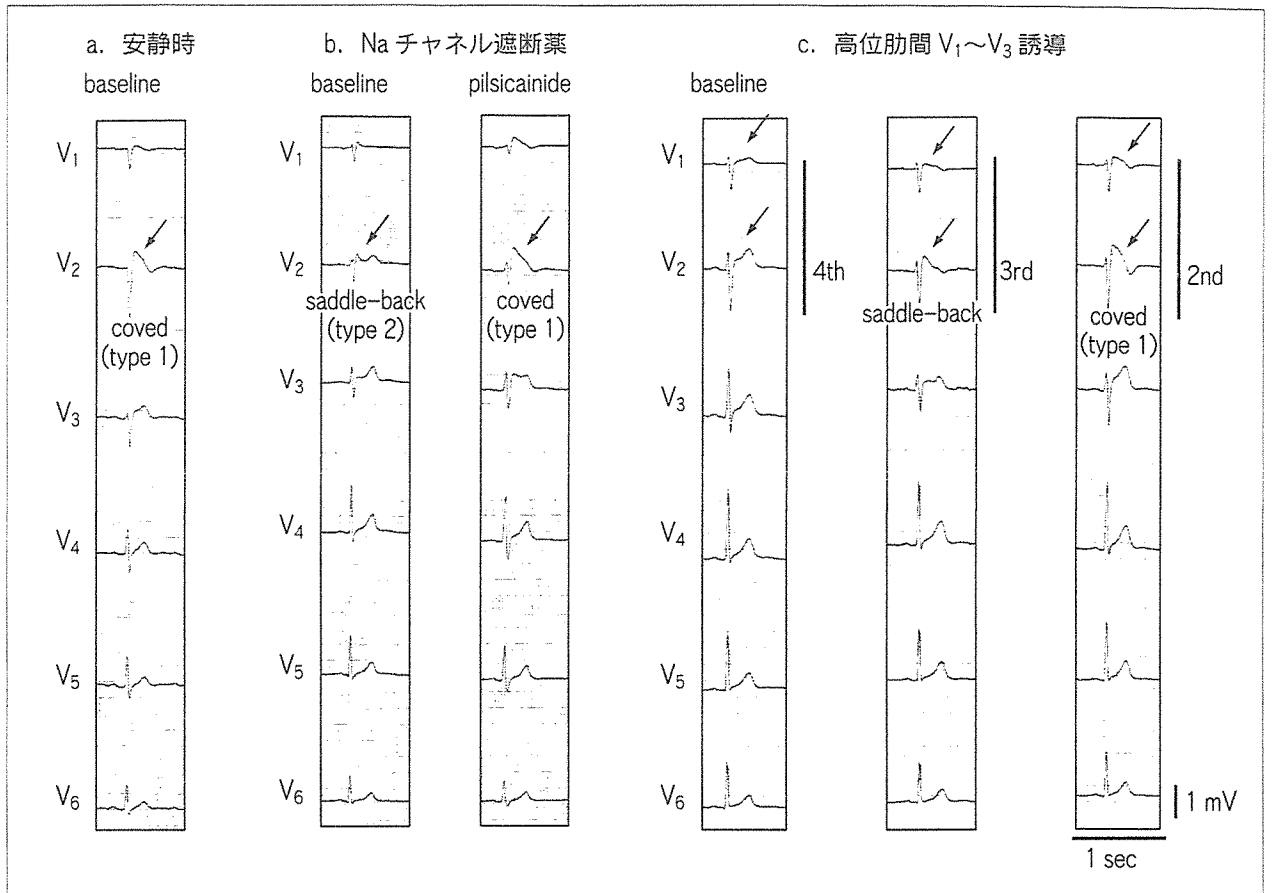 a. 安静時
baseline
V₁
V₂
coved
(type 1)
V₃
V₄
V₅
V₆
b. Na チャネル遮断薬
baseline
pilsicainide
V₁
V₂
saddle–back
(type 2)
coved
(type 1)
V₃
V₄
V₅
V₆
c. 高位肋間 V₁～V₃ 誘導
baseline
V₁
V₂
4th
3rd
2nd
saddle–back
coved
(type 1)
V₃
V₄
V₅
V₆
1 mV
1 sec